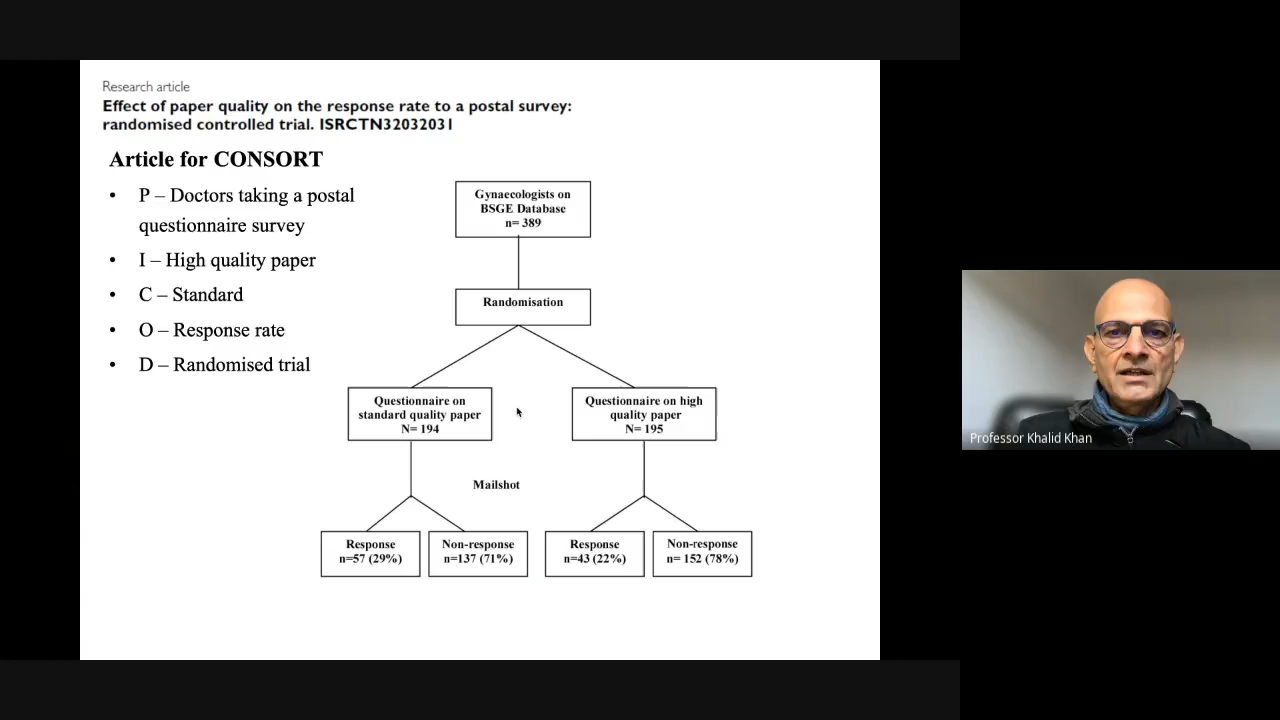 Research article
Effect of paper quality on the response rate to a postal survey:
randomised controlled trial. ISRCTN32032031
Article for CONSORT
• P – Doctors taking a postal
questionnaire survey
• I – High quality paper
• C – Standard
• O – Response rate
• D – Randomised trial
Gynaecologists on
BSGE Database
n= 389
Randomisation
Questionnaire on
standard quality paper
N= 194
Questionnaire on high
quality paper
N= 195
Mailshot
Response
n=57 (29%)
Non-response
n=137 (71%)
Response
n=43 (22%)
Non-response
n= 152 (78%)
Professor Khalid Khan